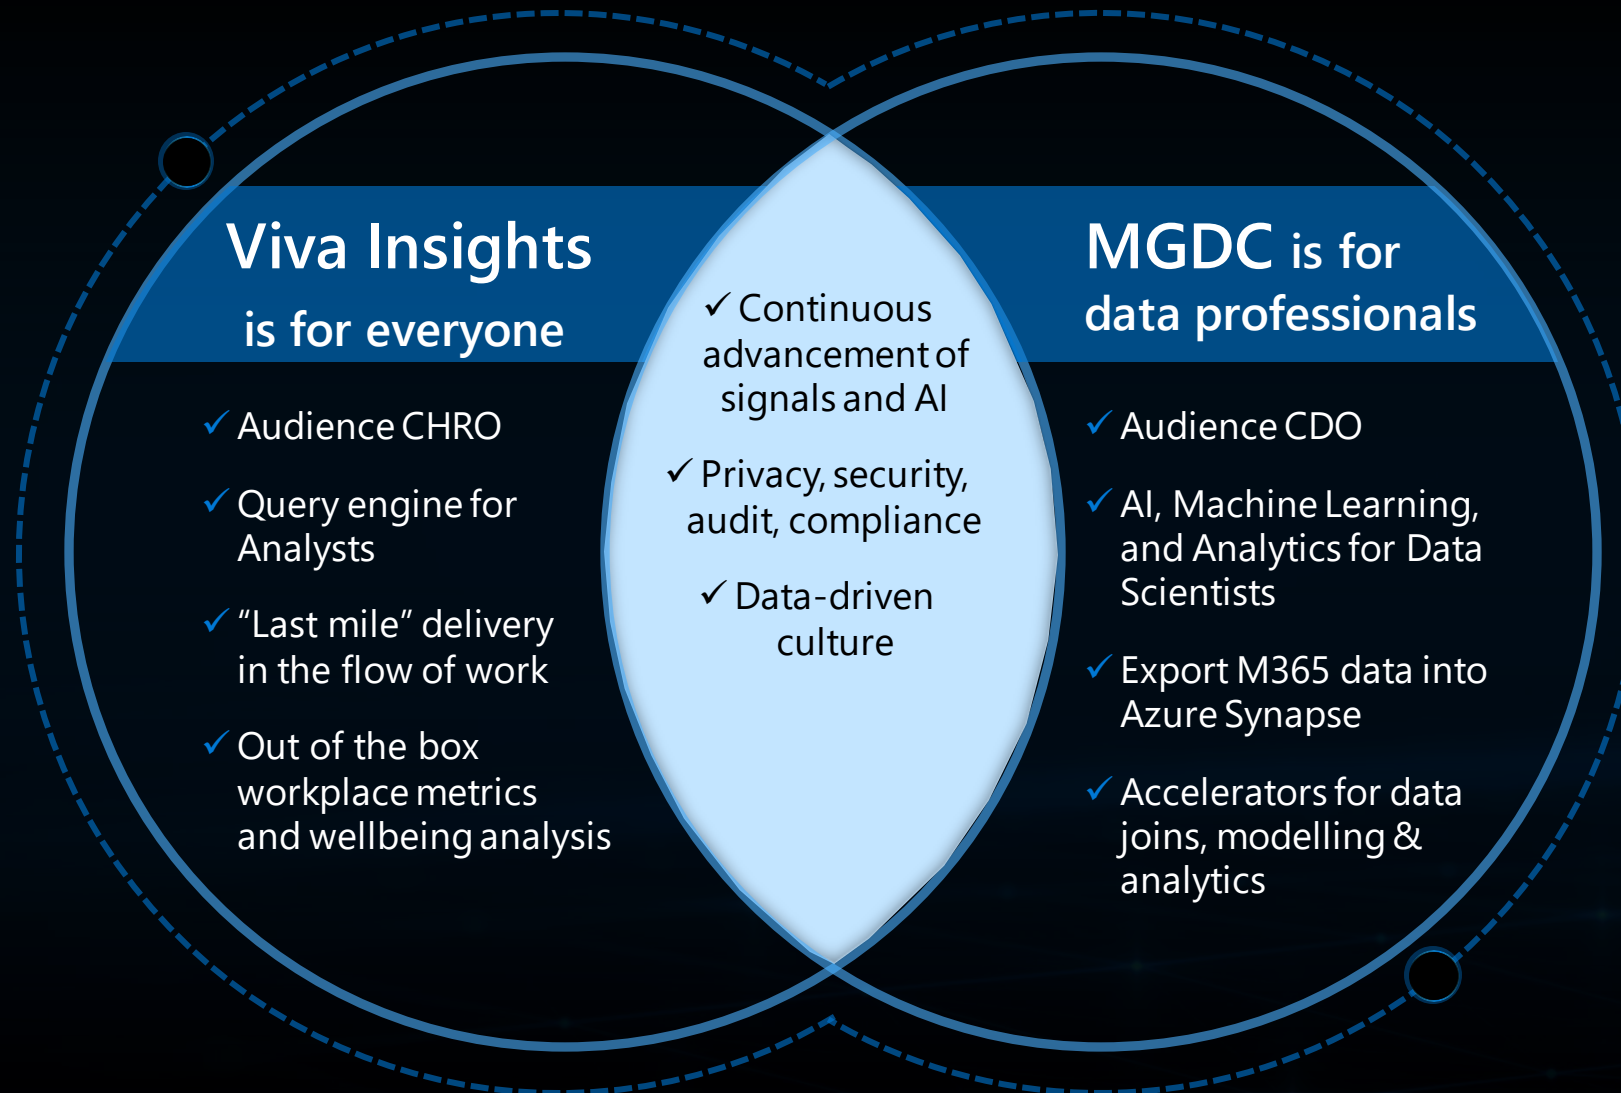 Viva Insights
is for everyone
✓ Audience CHRO
✓ Query engine for
Analysts
✓ “Last mile” delivery
in the flow of work
✓ Out of the box
workplace metrics
and wellbeing analysis
✓ Continuous
advancement of
signals and AI
✓ Privacy, security,
audit, compliance
✓ Data-driven
culture
MGDC is for
data professionals
✓ Audience CDO
✓ AI, Machine Learning,
and Analytics for Data
Scientists
✓ Export M365 data into
Azure Synapse
✓ Accelerators for data
joins, modelling &
analytics